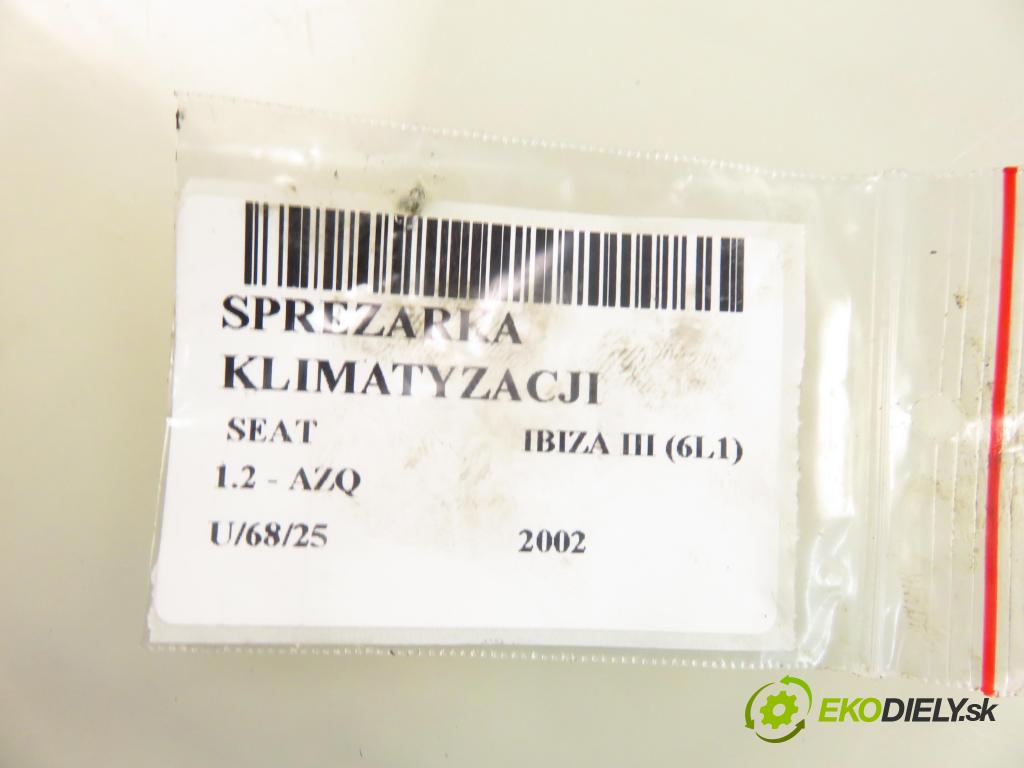 SPREZARKA
KLIMATYZACJI
SEAT IBIZA III (6L1)
1.2 - AZQ
U/68/25 2002
EKODIELY.sk